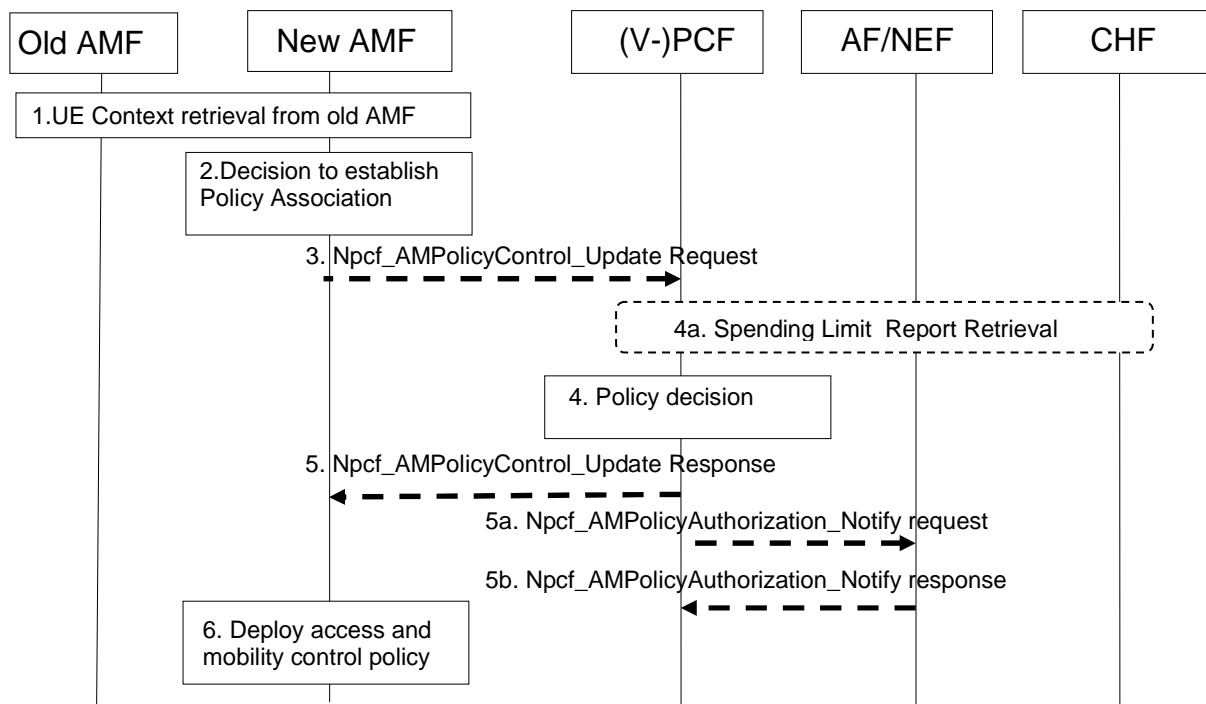 Old AMF
New AMF
(V-)PCF
AF/NEF
CHF
1.UE Context retrieval from old AMF
2.Decision to establish
Policy Association
3. Npcf_AMPolicyControl_Update Request
4a. Spending Limit Report Retrieval
4. Policy decision
5. Npcf_AMPolicyControl_Update Response
5a. Npcf_AMPolicyAuthorization_Notify request
5b. Npcf_AMPolicyAuthorization_Notify response
6. Deploy access and
mobility control policy